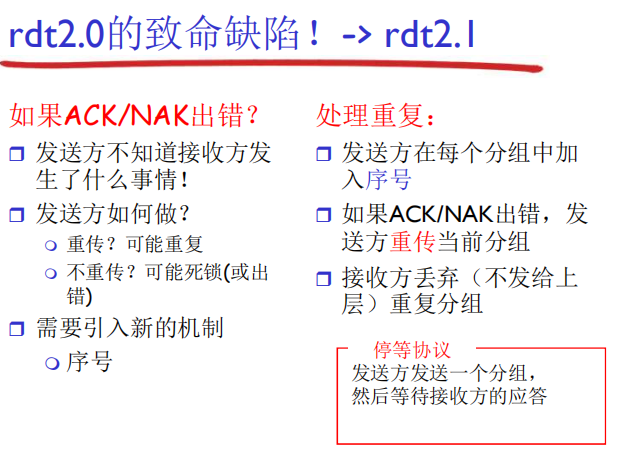 rdt2.0的致命缺陷！-> rdt2.1
如果ACK/NAK出错？
发送方不知道接收方发
生了什么事情！
发送方如何做？
重传？可能重复
不重传？可能死锁(或出
错)
需要引入新的机制
序号
处理重复：
发送方在每个分组中加
入序号
如果ACK/NAK出错，发
送方重传当前分组
接收方丢弃（不发给上
层）重复分组
停等协议
发送方发送一个分组，
然后等待接收方的应答